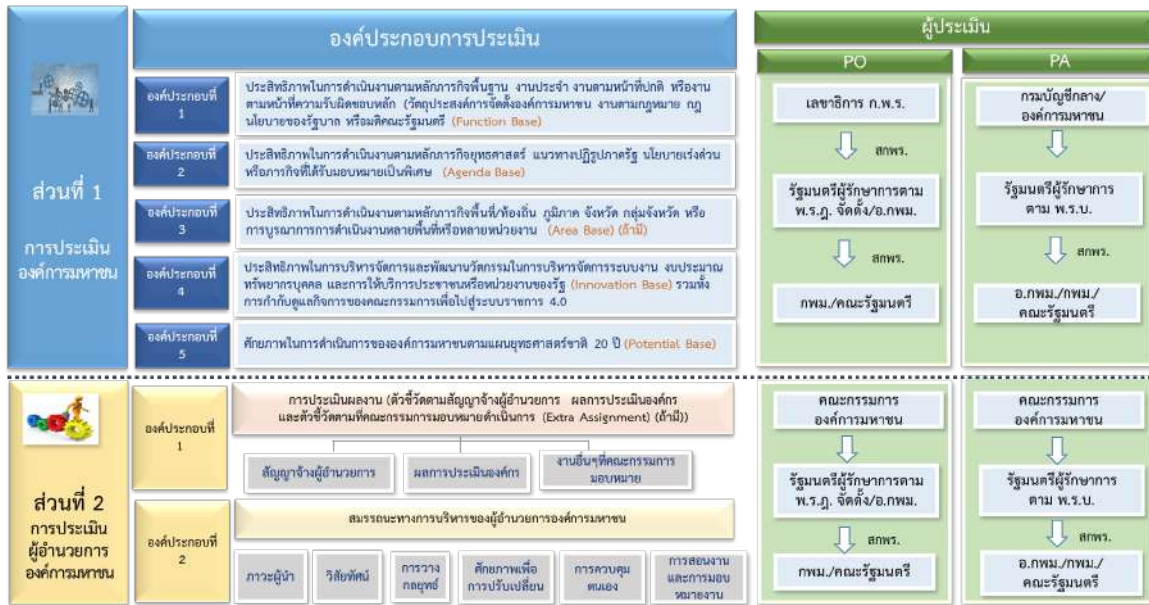 องค์ประกอบการประเมิน
ผู้ประเมิน
PO
PA
ส่วนที่ 1
การประเมิน
องค์การมหาชน
องค์ประกอบที่
1
ประสิทธิภาพในการดำเนินงานตามหลักภารกิจพื้นฐาน งานประจำ งานตามหน้าที่ปกติ หรืองาน
ตามหน้าที่ความรับผิดชอบหลัก (วัตถุประสงค์การจัดตั้งองค์การมหาชน งานตามกฎหมาย กฎ
นโยบายของรัฐบาล หรือมติคณะรัฐมนตรี (Function Base)
องค์ประกอบที่
2
ประสิทธิภาพในการดำเนินงานตามหลักภารกิจยุทธศาสตร์ แนวทางปฏิรูปภาครัฐ นโยบายเร่งด่วน
หรือภารกิจที่ได้รับมอบหมายเป็นพิเศษ (Agenda Base)
องค์ประกอบที่
3
ประสิทธิภาพในการดำเนินงานตามหลักภารกิจพื้นที่/ท้องถิ่น ภูมิภาค จังหวัด กลุ่มจังหวัด หรือ
การบูรณาการการดำเนินงานหลายพื้นที่หรือหลายหน่วยงาน (Area Base) (ถ้ามี)
องค์ประกอบที่
4
ประสิทธิภาพในการบริหารจัดการและพัฒนานวัตกรรมในการบริหารจัดการระบบงาน งบประมาณ
ทรัพยากรบุคคล และการให้บริการประชาชนหรือหน่วยงานของรัฐ (Innovation Base) รวมทั้ง
การกำกับดูแลกิจการของคณะกรรมการเพื่อไปสู่ระบบราชการ 4.0
องค์ประกอบที่
5
ศักยภาพในการดำเนินการขององค์การมหาชนตามแผนยุทธศาสตร์ชาติ 20 ปี (Potential Base)
เลขาธิการ ก.พ.ร.
สกพร.
รัฐมนตรีผู้รักษาการตาม
พ.ร.ฎ. จัดตั้ง/อ.กพม.
สกพร.
กพม./คณะรัฐมนตรี
กรมบัญชีกลาง/
องค์การมหาชน
สกพร.
รัฐมนตรีผู้รักษาการ
ตาม พ.ร.บ.
สกพร.
อ.กพม./กพม./
คณะรัฐมนตรี
ส่วนที่ 2
การประเมิน
ผู้อำนวยการ
องค์การมหาชน
องค์ประกอบที่
1
การประเมินผลงาน (ตัวชี้วัดตามสัญญาจ้างผู้อำนวยการ ผลการประเมินองค์กร
และตัวชี้วัดตามที่คณะกรรมการมอบหมายดำเนินการ (Extra Assignment) (ถ้ามี))
สัญญาจ้างผู้อำนวยการ
ผลการประเมินองค์กร
งานอื่นๆที่คณะกรรมการ
มอบหมาย
องค์ประกอบที่
2
สมรรถนะทางการบริหารของผู้อำนวยการองค์การมหาชน
ภาวะผู้นำ
วิสัยทัศน์
การวาง
กลยุทธ์
ศักยภาพเพื่อ
การปรับเปลี่ยน
การควบคุม
ตนเอง
การสอนงาน
และการมอบ
หมายงาน
คณะกรรมการ
องค์การมหาชน
รัฐมนตรีผู้รักษาการตาม
พ.ร.ฎ. จัดตั้ง/อ.กพม.
สกพร.
กพม./คณะรัฐมนตรี
คณะกรรมการ
องค์การมหาชน
รัฐมนตรีผู้รักษาการ
ตาม พ.ร.บ.
สกพร.
อ.กพม./กพม./
คณะรัฐมนตรี